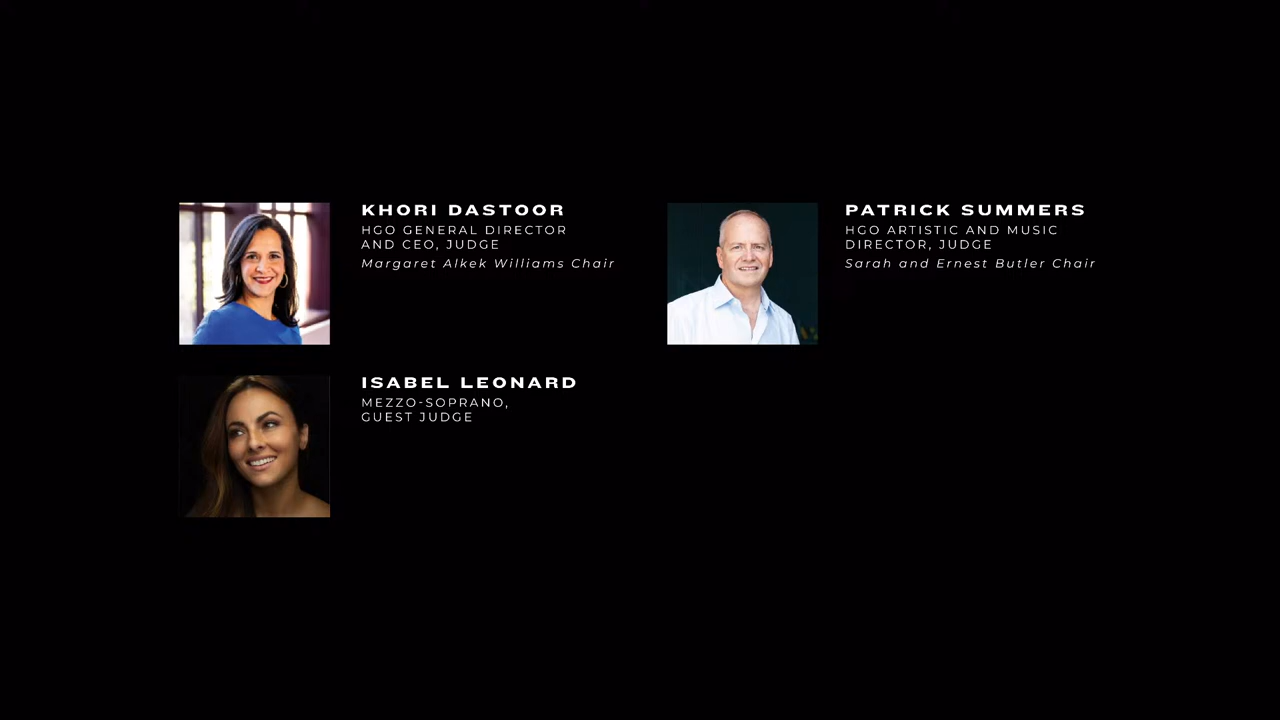 KHORI DASTOOR
HGO GENERAL DIRECTOR
AND CEO, JUDGE
Margaret Alkek Williams Chair
PATRICK SUMMERS
HGO ARTISTIC AND MUSIC
DIRECTOR, JUDGE
Sarah and Ernest Butler Chair
ISABEL LEONARD
MEZZO-SOPRANO,
GUEST JUDGE